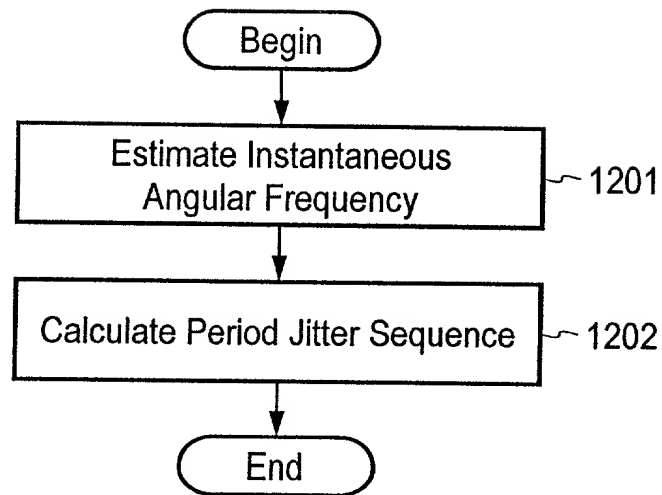 Begin
Estimate Instantaneous
Angular Frequency
1201
Calculate Period Jitter Sequence
1202
End